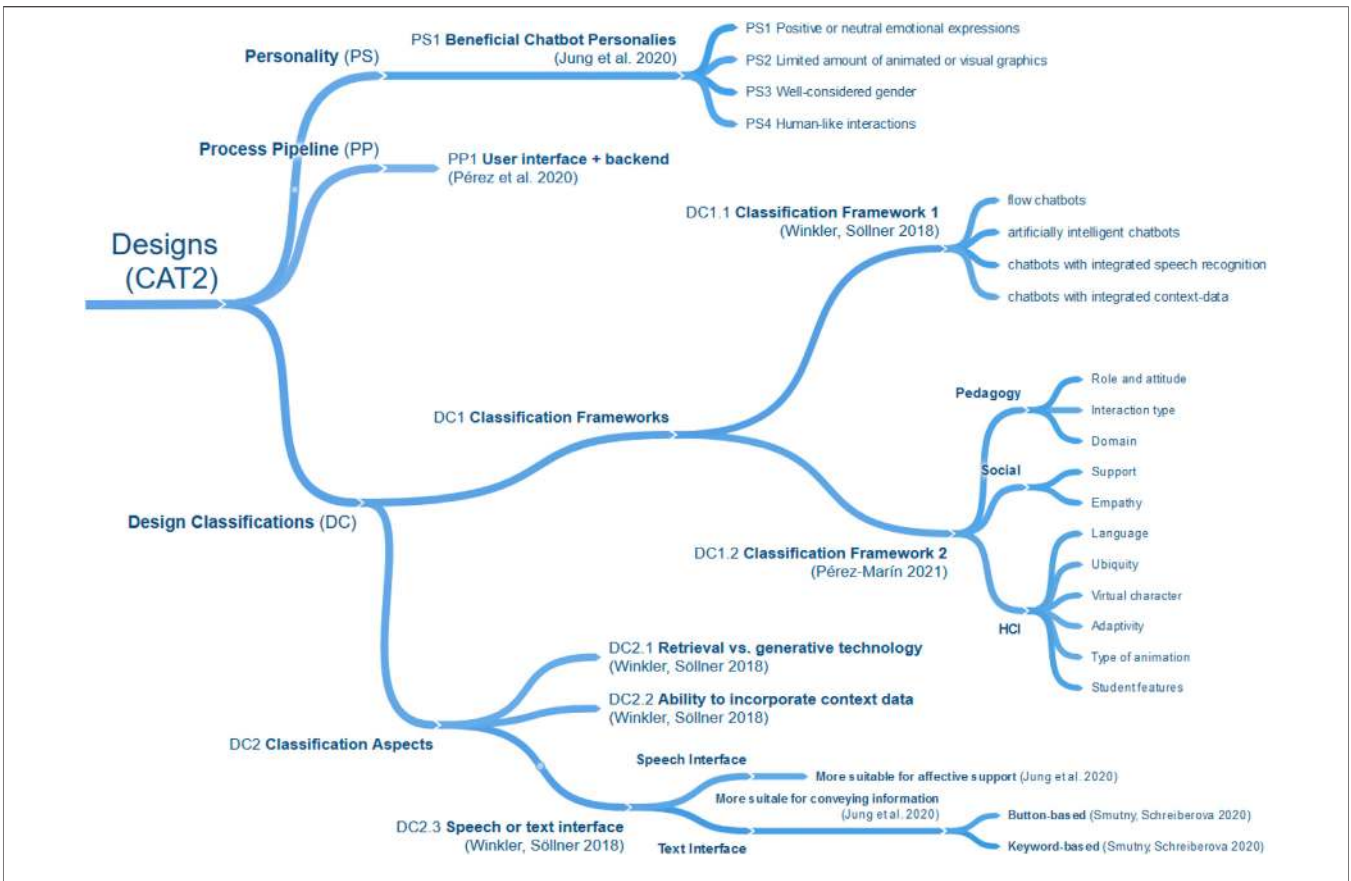 Designs
(CAT2)
Personality (PS)
PS1 Beneficial Chatbot Personalies
(Jung et al. 2020)
PS1 Positive or neutral emotional expressions
PS2 Limited amount of animated or visual graphics
PS3 Well-considered gender
PS4 Human-like interactions
Process Pipeline (PP)
PP1 User interface + backend
(Pérez et al. 2020)
Design Classifications (DC)
DC1 Classification Frameworks
DC1.1 Classification Framework 1
(Winkler, Söllner 2018)
flow chatbots
artificially intelligent chatbots
chatbots with integrated speech recognition
chatbots with integrated context-data
DC1.2 Classification Framework 2
(Pérez-Marín 2021)
Pedagogy
Role and attitude
Interaction type
Domain
Social
Support
Empathy
HCI
Language
Ubiquity
Virtual character
Adaptivity
Type of animation
Student features
DC2 Classification Aspects
DC2.1 Retrieval vs. generative technology
(Winkler, Söllner 2018)
DC2.2 Ability to incorporate context data
(Winkler, Söllner 2018)
DC2.3 Speech or text interface
(Winkler, Söllner 2018)
Speech Interface
More suitable for affective support (Jung et al. 2020)
Text Interface
More suitale for conveying information
(Jung et al. 2020)
Button-based (Smutny, Schreiberova 2020)
Keyword-based (Smutny, Schreiberova 2020)